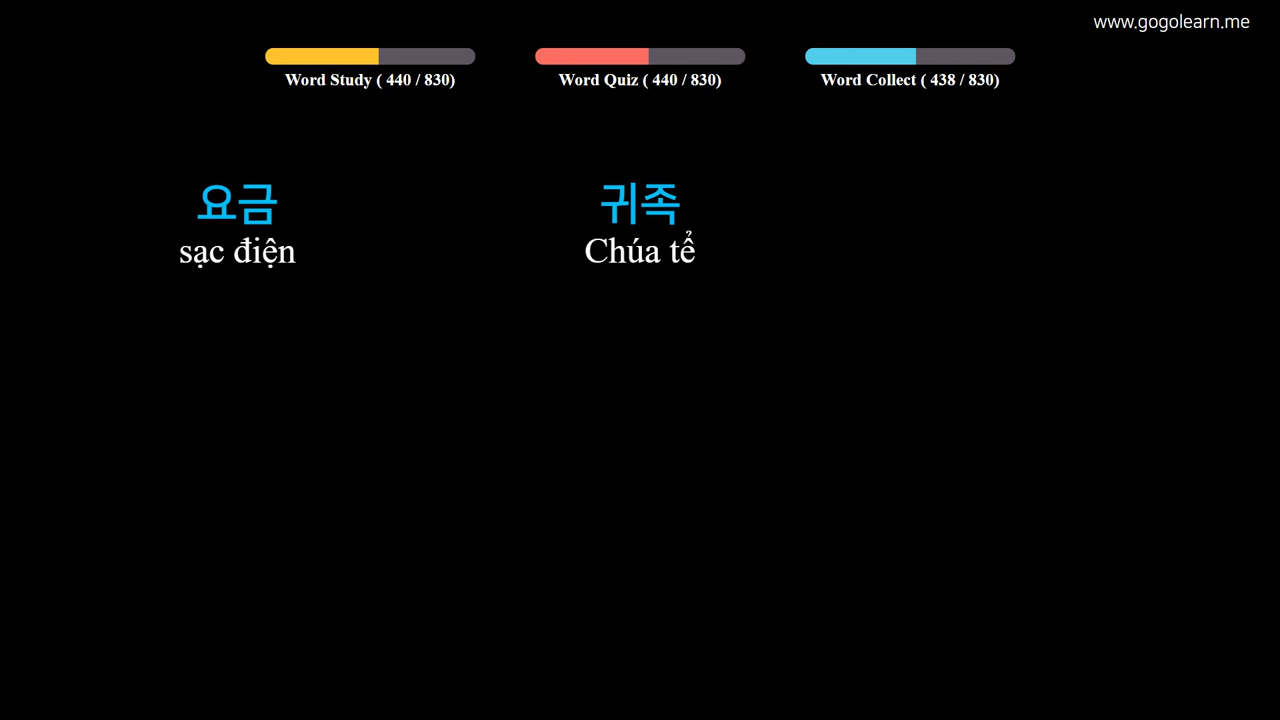 www.gogolearn.me
Word Study ( 440 / 830)
Word Quiz ( 440 / 830)
Word Collect ( 438 / 830)
요금
sạc điện
귀족
Chúa tể